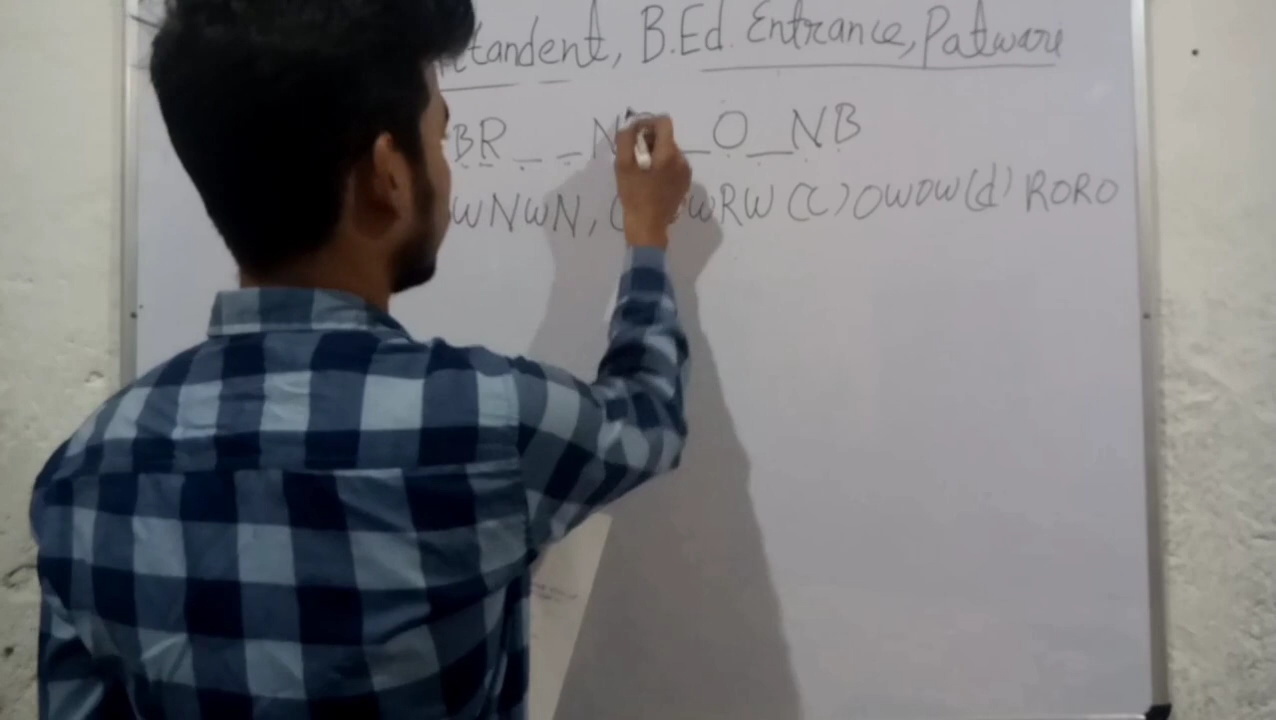 tandent, B.Ed. Entrance, Patwari
BR _ _ N _ O _ NB
WNWN, WRW (C) OWOW (d) RORO